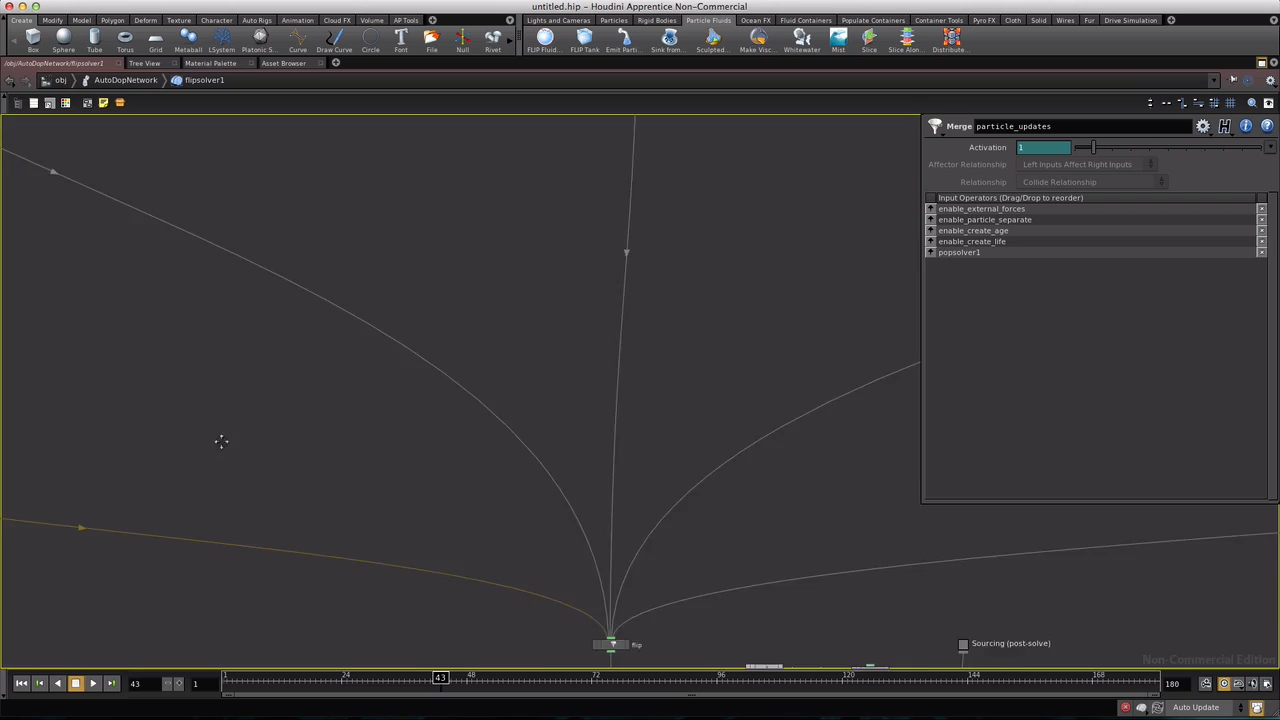 untitled.hip – Houdini Apprentice Non-Commercial
Create Modify Model Polygon Deform Texture Character Auto Rigs Animation Cloud FX Volume AP Tools
Lights and Cameras Particles Rigid Bodies Particle Fluids Ocean FX Fluid Containers Populate Containers Container Tools Pyro FX Cloth Solid Wires Fur Drive Simulation
Box Sphere Tube Torus Grid Metaball LSystem Platonic S... Curve Draw Curve Circle Font File Null Rivet
FLIP Fluid... FLIP Tank Emit Parti... Sink from... Sculpted... Make Visc... Whitewater Mist Slice Slice Alon... Distribute...
/obj/AutoDopNetwork/flipsolver1 Tree View Material Palette Asset Browser
obj AutoDopNetwork flipsolver1
Merge particle_updates
Activation 1
Affector Relationship Left Inputs Affect Right Inputs
Relationship Collide Relationship
Input Operators (Drag/Drop to reorder)
enable_external_forces
enable_particle_separate
enable_create_age
enable_create_life
popsolver1
flip
Sourcing (post-solve)
Non-Commercial Edition
43 1 1 24 43 48 72 96 120 144 168 180
Auto Update